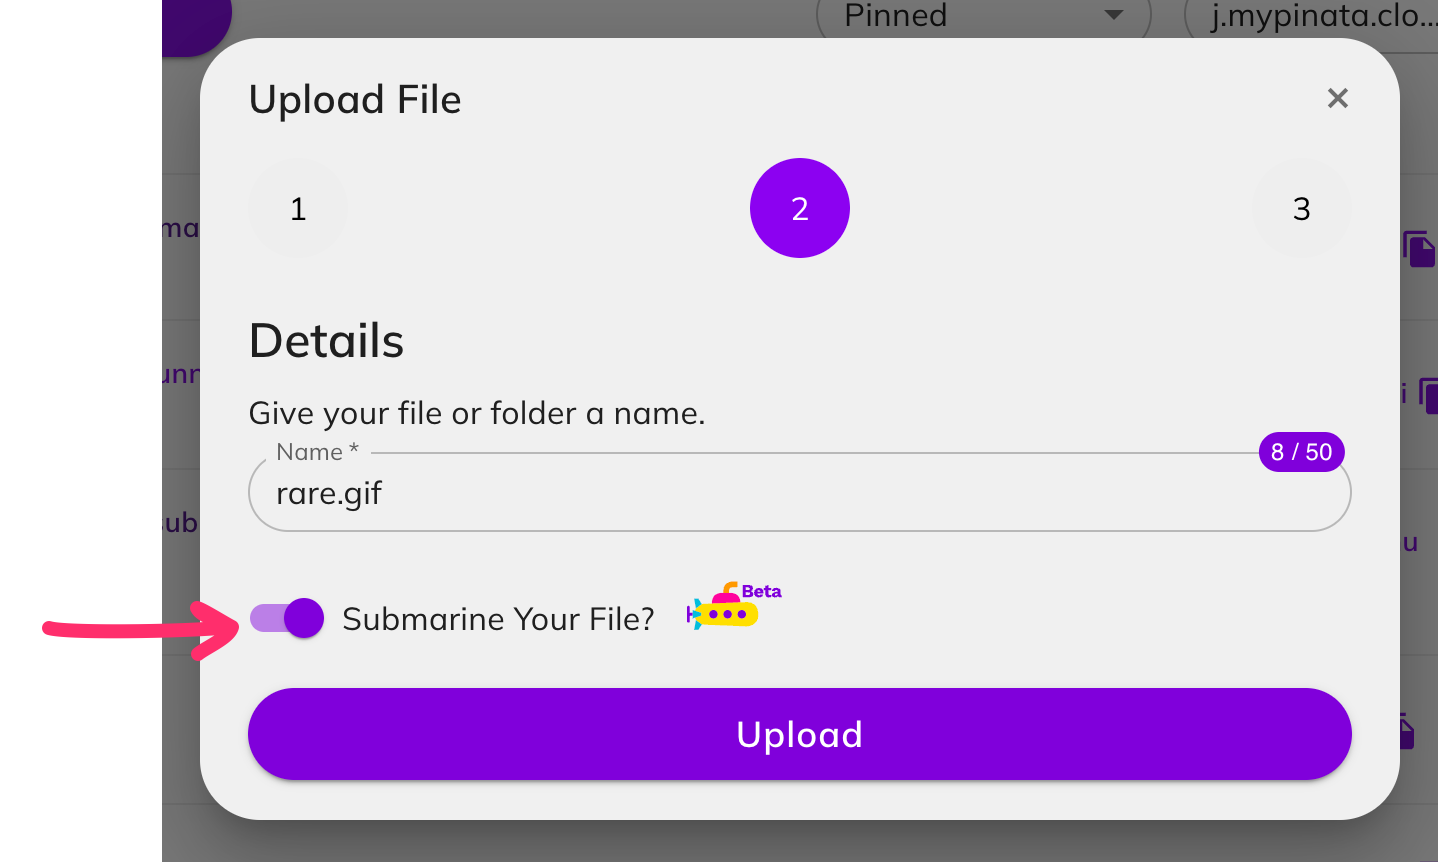 Pinned
j.mypinata.clo...
Upload File
1
2
3
Details
Give your file or folder a name.
Name *
8 / 50
rare.gif
Submarine Your File?
Beta
Upload